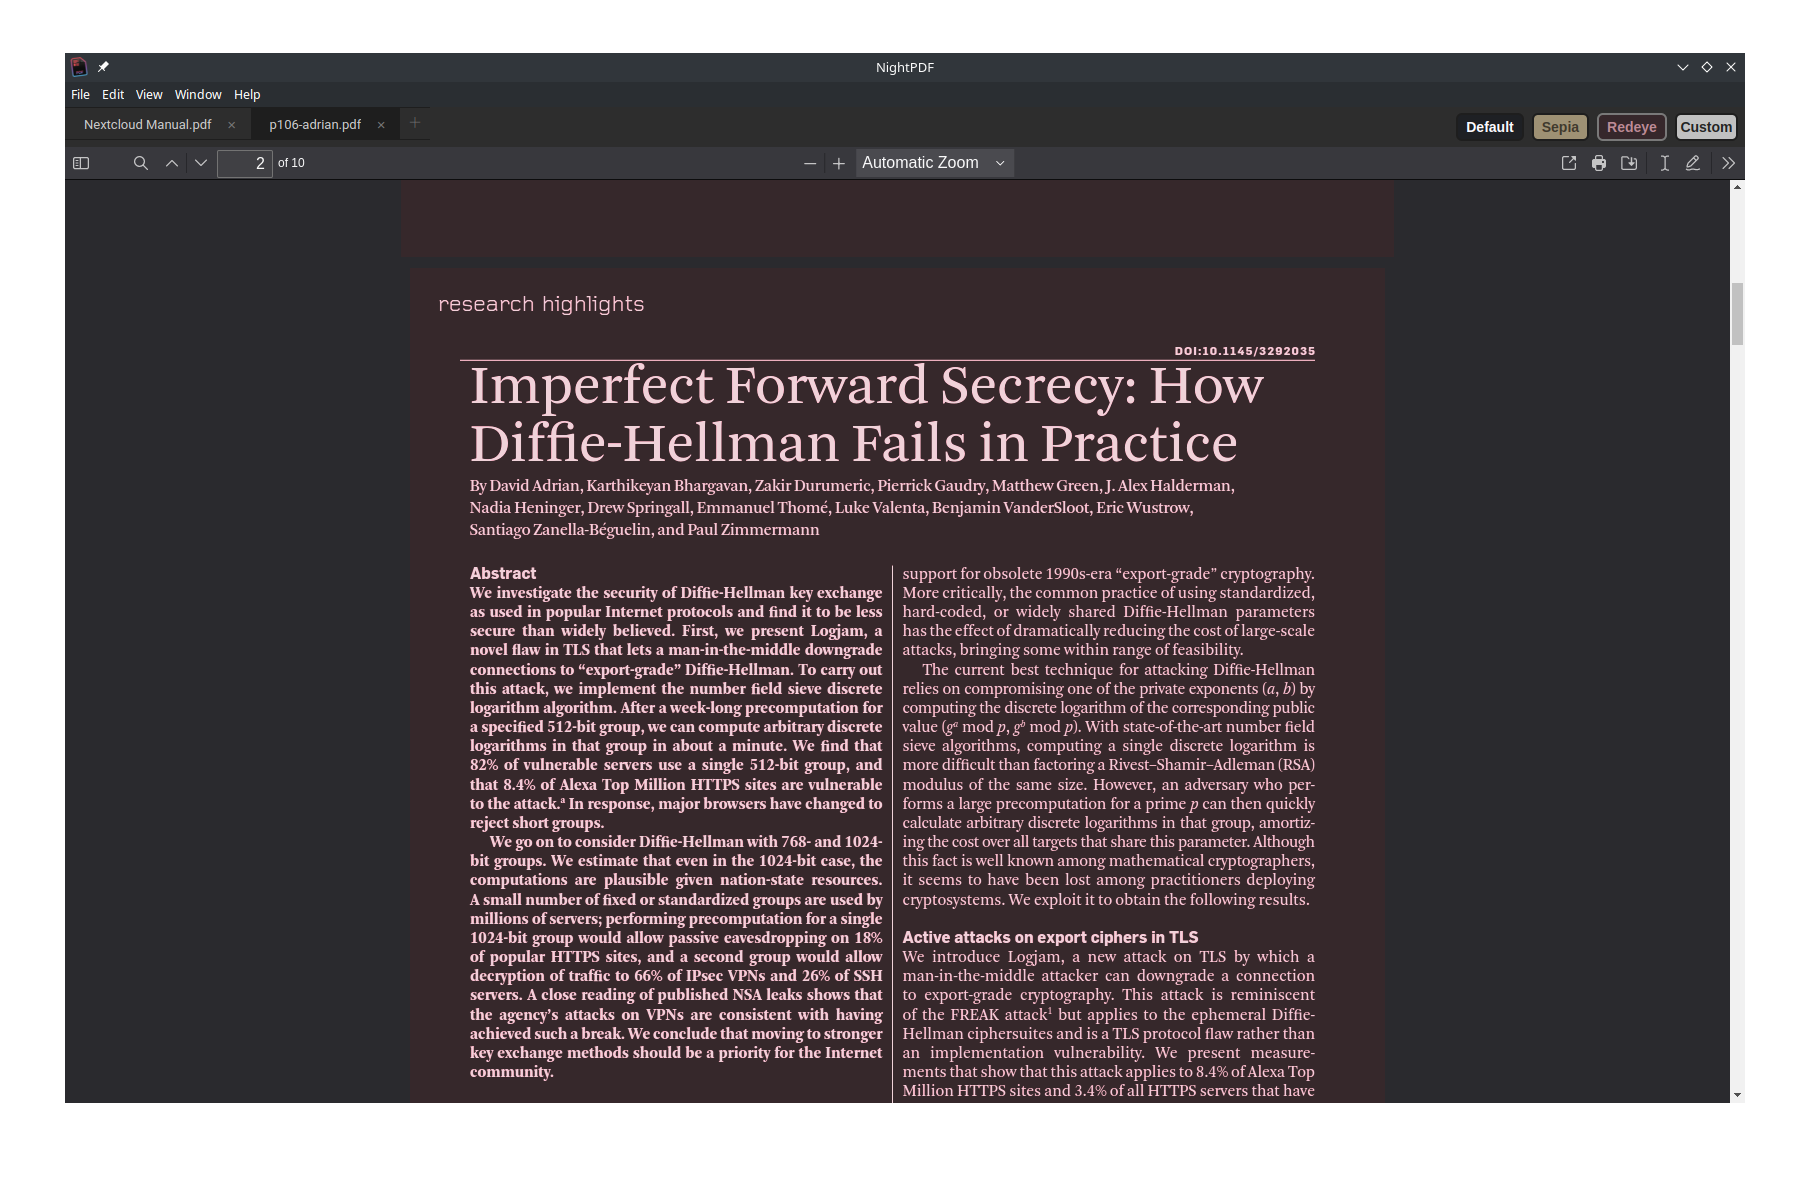 NightPDF
File Edit View Window Help
Nextcloud Manual.pdf × p106-adrian.pdf × +
Default Sepia Redeye Custom
2 of 10 Automatic Zoom
research highlights
DOI:10.1145/3292035
Imperfect Forward Secrecy: How
Diffie-Hellman Fails in Practice
By David Adrian, Karthikeyan Bhargavan, Zakir Durumeric, Pierrick Gaudry, Matthew Green, J. Alex Halderman,
Nadia Heninger, Drew Springall, Emmanuel Thomé, Luke Valenta, Benjamin VanderSloot, Eric Wustrow,
Santiago Zanella-Béguelin, and Paul Zimmermann
Abstract
We investigate the security of Diffie-Hellman key exchange
as used in popular Internet protocols and find it to be less
secure than widely believed. First, we present Logjam, a
novel flaw in TLS that lets a man-in-the-middle downgrade
connections to “export-grade” Diffie-Hellman. To carry out
this attack, we implement the number field sieve discrete
logarithm algorithm. After a week-long precomputation for
a specified 512-bit group, we can compute arbitrary discrete
logarithms in that group in about a minute. We find that
82% of vulnerable servers use a single 512-bit group, and
that 8.4% of Alexa Top Million HTTPS sites are vulnerable
to the attack.ª In response, major browsers have changed to
reject short groups.
We go on to consider Diffie-Hellman with 768- and 1024-
bit groups. We estimate that even in the 1024-bit case, the
computations are plausible given nation-state resources.
A small number of fixed or standardized groups are used by
millions of servers; performing precomputation for a single
1024-bit group would allow passive eavesdropping on 18%
of popular HTTPS sites, and a second group would allow
decryption of traffic to 66% of IPsec VPNs and 26% of SSH
servers. A close reading of published NSA leaks shows that
the agency’s attacks on VPNs are consistent with having
achieved such a break. We conclude that moving to stronger
key exchange methods should be a priority for the Internet
community.
support for obsolete 1990s-era “export-grade” cryptography.
More critically, the common practice of using standardized,
hard-coded, or widely shared Diffie-Hellman parameters
has the effect of dramatically reducing the cost of large-scale
attacks, bringing some within range of feasibility.
The current best technique for attacking Diffie-Hellman
relies on compromising one of the private exponents (a, b) by
computing the discrete logarithm of the corresponding public
value (gᵃ mod p, gᵇ mod p). With state-of-the-art number field
sieve algorithms, computing a single discrete logarithm is
more difficult than factoring a Rivest–Shamir–Adleman (RSA)
modulus of the same size. However, an adversary who per-
forms a large precomputation for a prime p can then quickly
calculate arbitrary discrete logarithms in that group, amortiz-
ing the cost over all targets that share this parameter. Although
this fact is well known among mathematical cryptographers,
it seems to have been lost among practitioners deploying
cryptosystems. We exploit it to obtain the following results.
Active attacks on export ciphers in TLS
We introduce Logjam, a new attack on TLS by which a
man-in-the-middle attacker can downgrade a connection
to export-grade cryptography. This attack is reminiscent
of the FREAK attack¹ but applies to the ephemeral Diffie-
Hellman ciphersuites and is a TLS protocol flaw rather than
an implementation vulnerability. We present measure-
ments that show that this attack applies to 8.4% of Alexa Top
Million HTTPS sites and 3.4% of all HTTPS servers that have